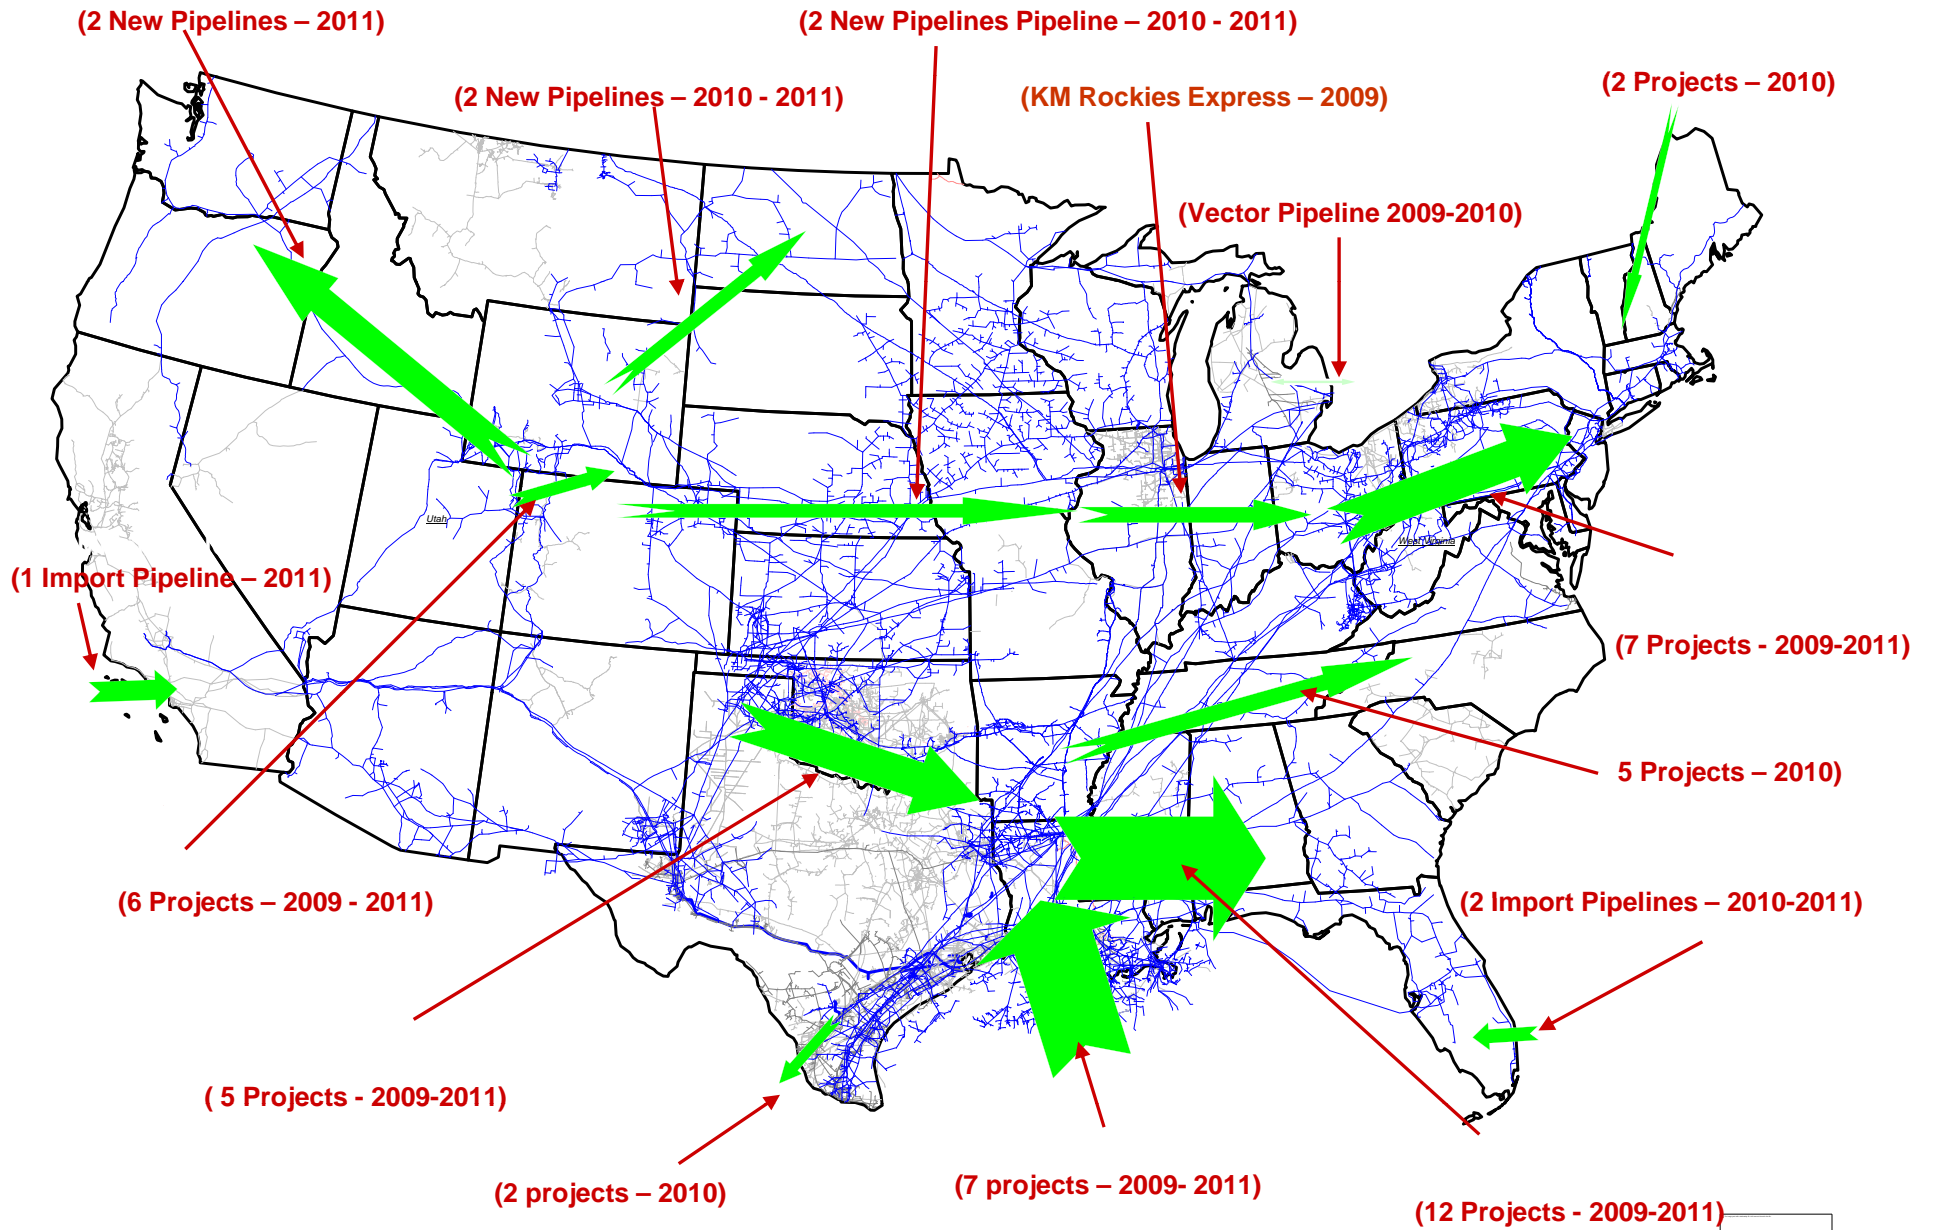 (2 New Pipelines – 2011)
(2 New Pipelines Pipeline – 2010 - 2011)
(2 Projects – 2010)
(2 New Pipelines – 2010 - 2011)
(KM Rockies Express – 2009)
(Vector Pipeline 2009-2010)
Utah
West Virginia
(1 Import Pipeline – 2011)
(7 Projects - 2009-2011)
5 Projects – 2010)
(6 Projects – 2009 - 2011)
(2 Import Pipelines – 2010-2011)
( 5 Projects - 2009-2011)
(2 projects – 2010)
(7 projects – 2009- 2011)
(12 Projects - 2009-2011)